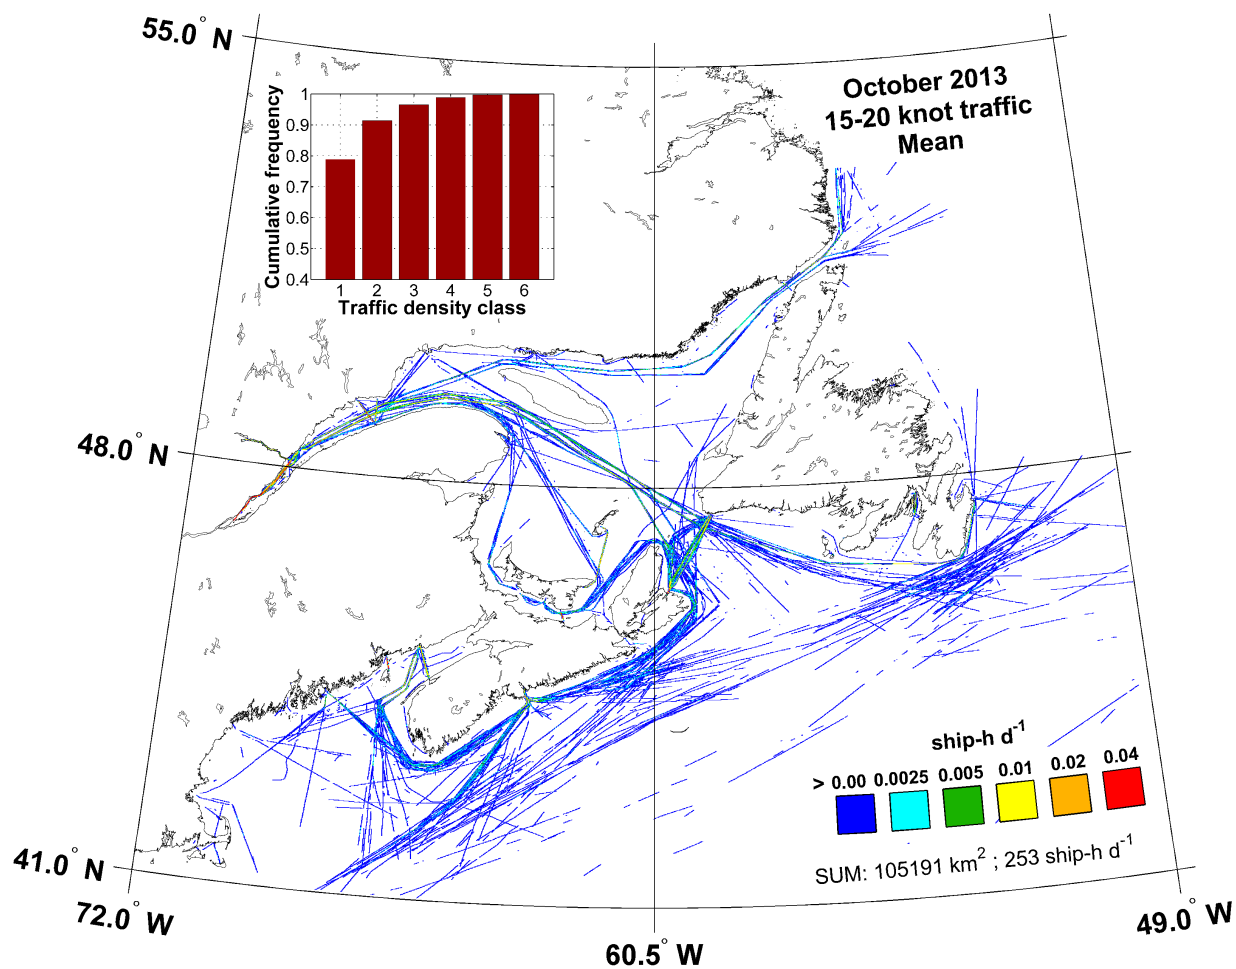 55.0° N
October 2013
15-20 knot traffic
Mean
Cumulative frequency
1
0.9
0.8
0.7
0.6
0.5
0.4
1 2 3 4 5 6
Traffic density class
48.0° N
ship-h d-1
> 0.00 0.0025 0.005 0.01 0.02 0.04
SUM: 105191 km2 ; 253 ship-h d-1
41.0° N
72.0° W
60.5° W
49.0° W